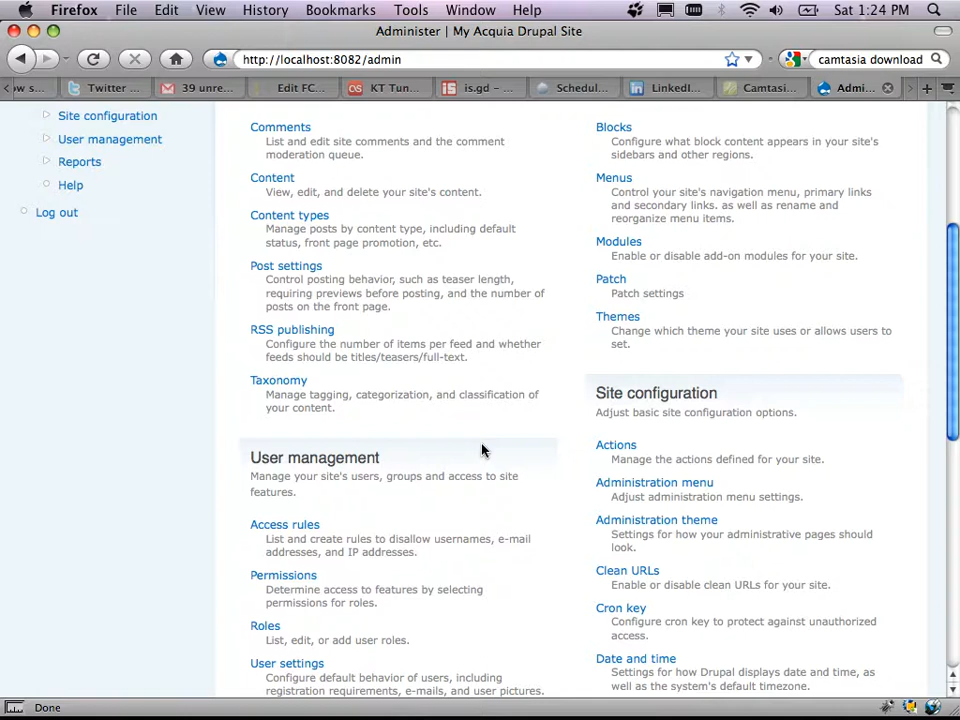 Firefox File Edit View History Bookmarks Tools Window Help Sat 1:24 PM
Administer | My Acquia Drupal Site
http://localhost:8082/admin
camtasia download
ow s...
Twitter ...
39 unre...
Edit FC...
KT Tun...
is.gd – ...
Schedul...
LinkedI...
Camtasi...
Admi...
Site configuration
User management
Reports
Help
Log out
Comments
List and edit site comments and the comment
moderation queue.
Content
View, edit, and delete your site's content.
Content types
Manage posts by content type, including default
status, front page promotion, etc.
Post settings
Control posting behavior, such as teaser length,
requiring previews before posting, and the number of
posts on the front page.
RSS publishing
Configure the number of items per feed and whether
feeds should be titles/teasers/full-text.
Taxonomy
Manage tagging, categorization, and classification of
your content.
User management
Manage your site's users, groups and access to site
features.
Access rules
List and create rules to disallow usernames, e-mail
addresses, and IP addresses.
Permissions
Determine access to features by selecting
permissions for roles.
Roles
List, edit, or add user roles.
User settings
Configure default behavior of users, including
registration requirements, e-mails, and user pictures.
Blocks
Configure what block content appears in your site's
sidebars and other regions.
Menus
Control your site's navigation menu, primary links
and secondary links. as well as rename and
reorganize menu items.
Modules
Enable or disable add-on modules for your site.
Patch
Patch settings
Themes
Change which theme your site uses or allows users to
set.
Site configuration
Adjust basic site configuration options.
Actions
Manage the actions defined for your site.
Administration menu
Adjust administration menu settings.
Administration theme
Settings for how your administrative pages should
look.
Clean URLs
Enable or disable clean URLs for your site.
Cron key
Configure cron key to protect against unauthorized
access.
Date and time
Settings for how Drupal displays date and time, as
well as the system's default timezone.
Done